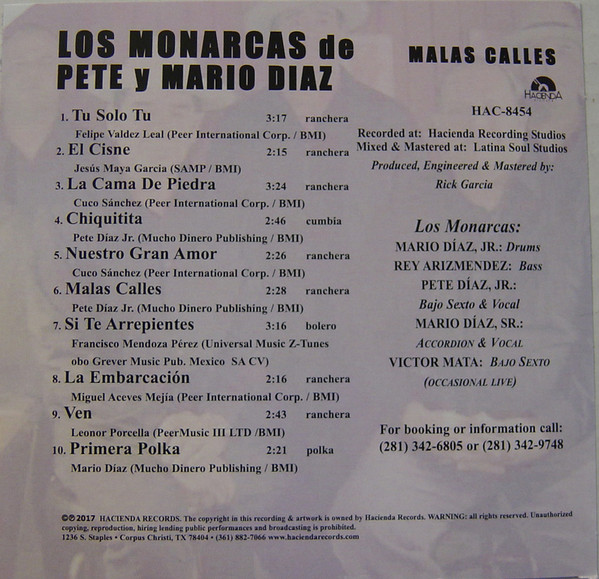 LOS MONARCAS de
PETE y MARIO DIAZ
MALAS CALLES
HACIENDA
HAC-8454
1. Tu Solo Tu 3:17 ranchera
Felipe Valdez Leal (Peer International Corp. / BMI)
2. El Cisne 2:15 ranchera
Jesús Maya Garcia (SAMP / BMI)
3. La Cama De Piedra 3:24 ranchera
Cuco Sánchez (Peer International Corp. / BMI)
4. Chiquitita 2:46 cumbia
Pete Díaz Jr. (Mucho Dinero Publishing / BMI)
5. Nuestro Gran Amor 2:26 ranchera
Cuco Sánchez (Peer International Corp. / BMI)
6. Malas Calles 2:28 ranchera
Pete Díaz Jr. (Mucho Dinero Publishing / BMI)
7. Si Te Arrepientes 3:16 bolero
Francisco Mendoza Pérez (Universal Music Z-Tunes
obo Grever Music Pub. Mexico SA CV)
8. La Embarcación 2:16 ranchera
Miguel Aceves Mejía (Peer International Corp. / BMI)
9. Ven 2:43 ranchera
Leonor Porcella (PeerMusic III LTD /BMI)
10. Primera Polka 2:21 polka
Mario Díaz (Mucho Dinero Publishing / BMI)
Recorded at: Hacienda Recording Studios
Mixed & Mastered at: Latina Soul Studios
Produced, Engineered & Mastered by:
Rick Garcia
Los Monarcas:
MARIO DÍAZ, JR.: Drums
REY ARIZMENDEZ: Bass
PETE DÍAZ, JR.:
Bajo Sexto & Vocal
MARIO DÍAZ, SR.:
ACCORDION & VOCAL
VICTOR MATA: BAJO SEXTO
(OCCASIONAL LIVE)
For booking or information call:
(281) 342-6805 or (281) 342-9748
©℗2017 HACIENDA RECORDS. The copyright in this recording & artwork is owned by Hacienda Records. WARNING: all rights reserved. Unauthorized
copying, reproduction, hiring lending public performances and broadcasting is prohibited.
1236 S. Staples • Corpus Christi, TX 78404 • (361) 882-7066 www.haciendarecords.com